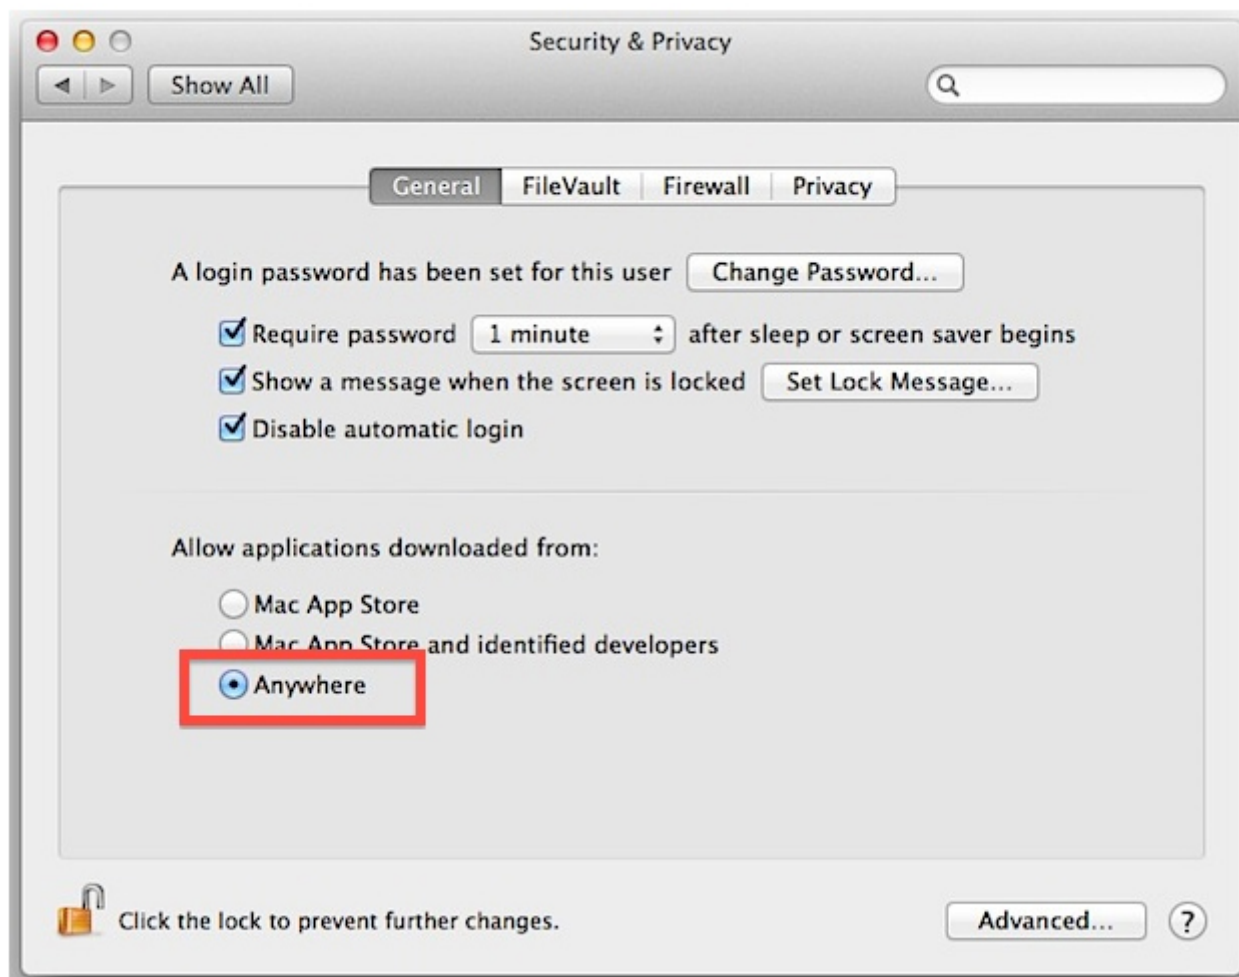 Security & Privacy
Show All
General FileVault Firewall Privacy
A login password has been set for this user Change Password...
Require password 1 minute after sleep or screen saver begins
Show a message when the screen is locked Set Lock Message...
Disable automatic login
Allow applications downloaded from:
Mac App Store
Mac App Store and identified developers
Anywhere
Click the lock to prevent further changes. Advanced... ?